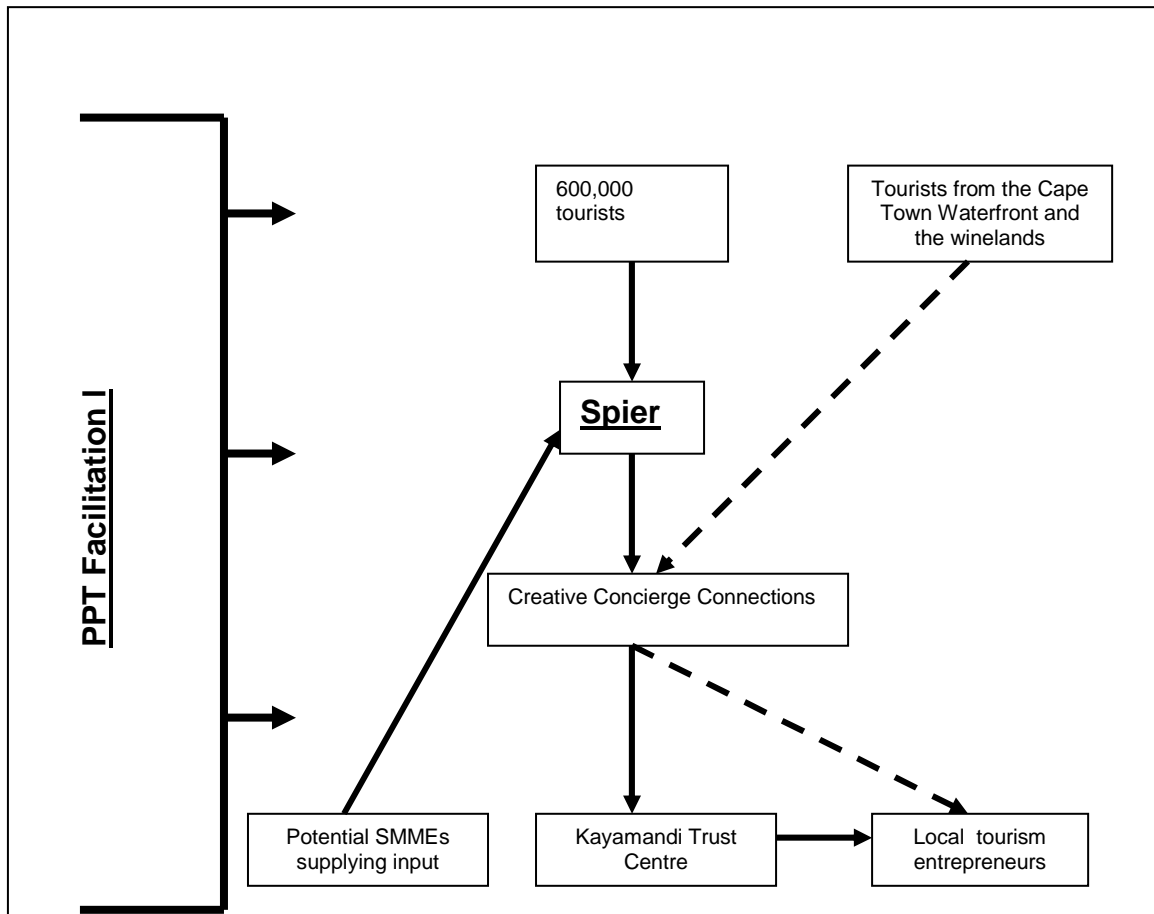 PPT Facilitation I
600,000
tourists
Tourists from the Cape
Town Waterfront and
the winelands
Spier
Creative Concierge Connections
Potential SMMEs
supplying input
Kayamandi Trust
Centre
Local tourism
entrepreneurs